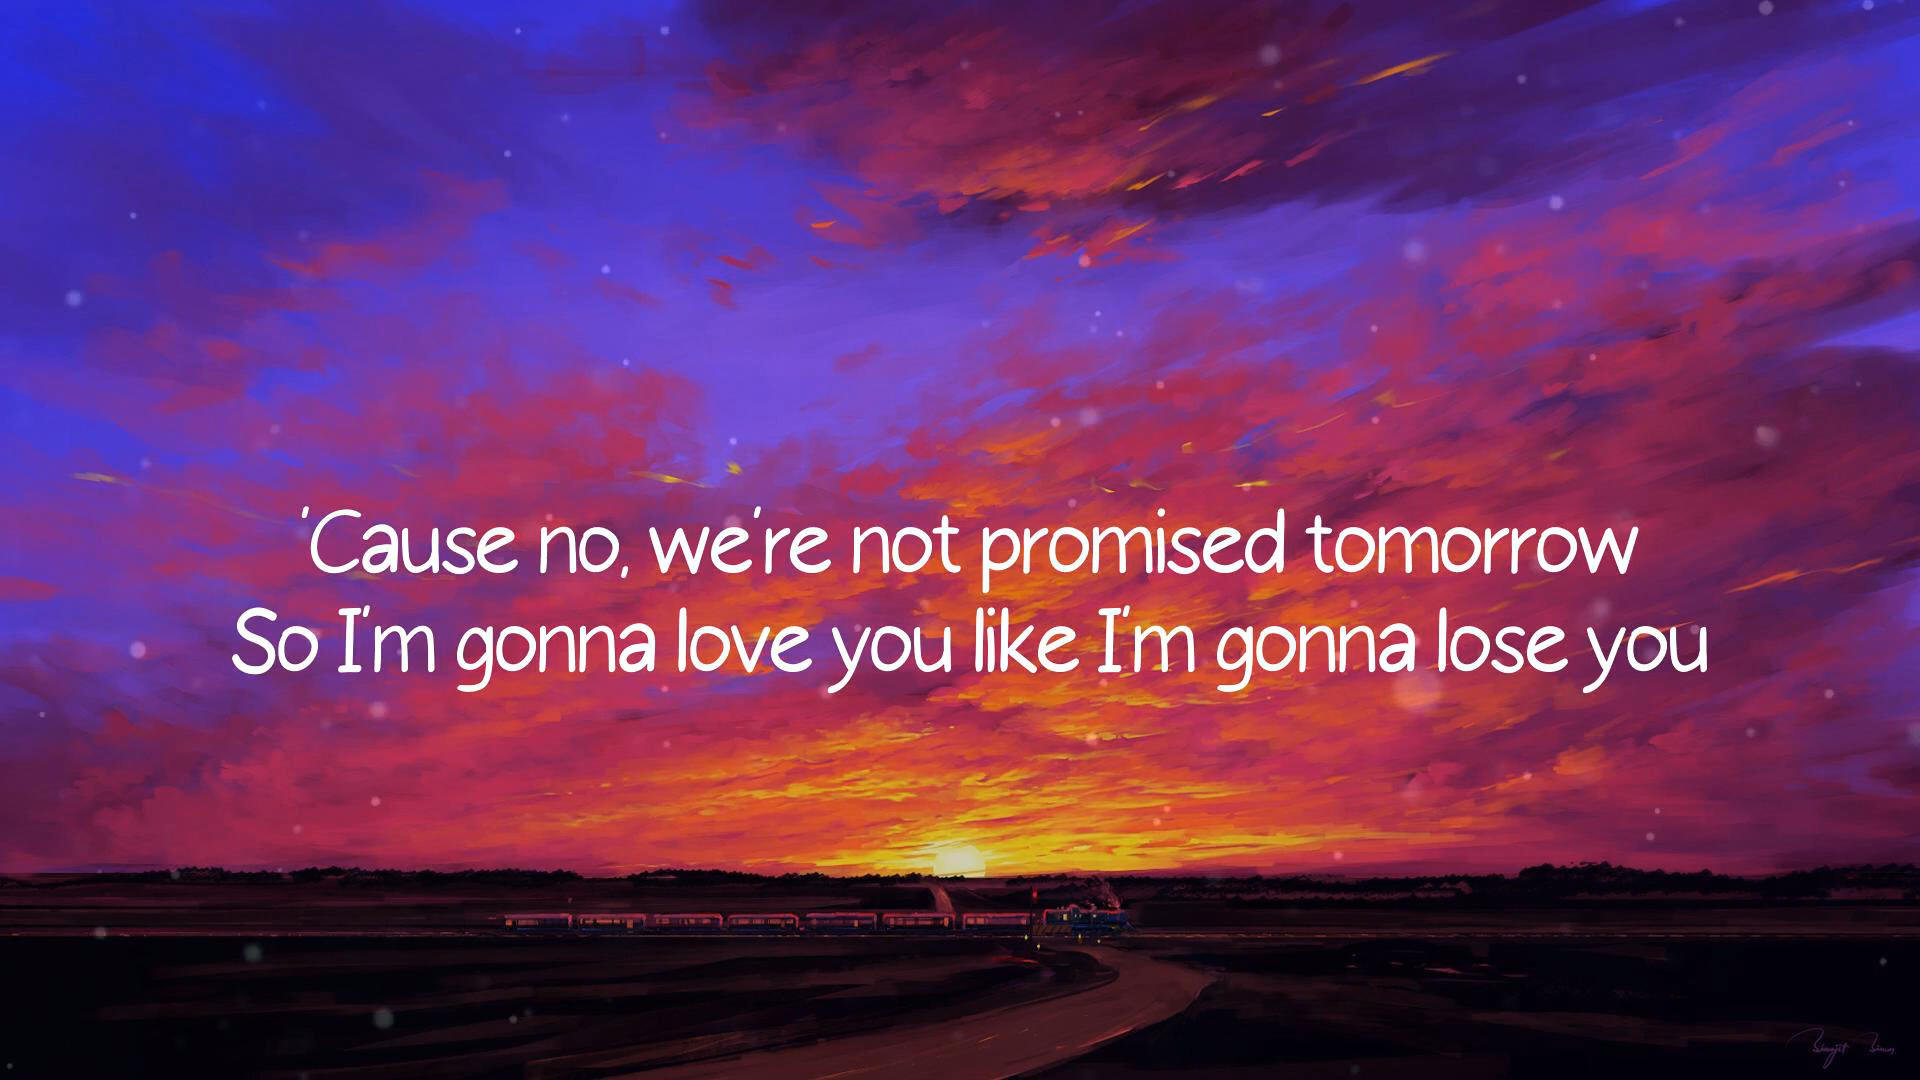 'Cause no, we're not promised tomorrow
So I'm gonna love you like I'm gonna lose you